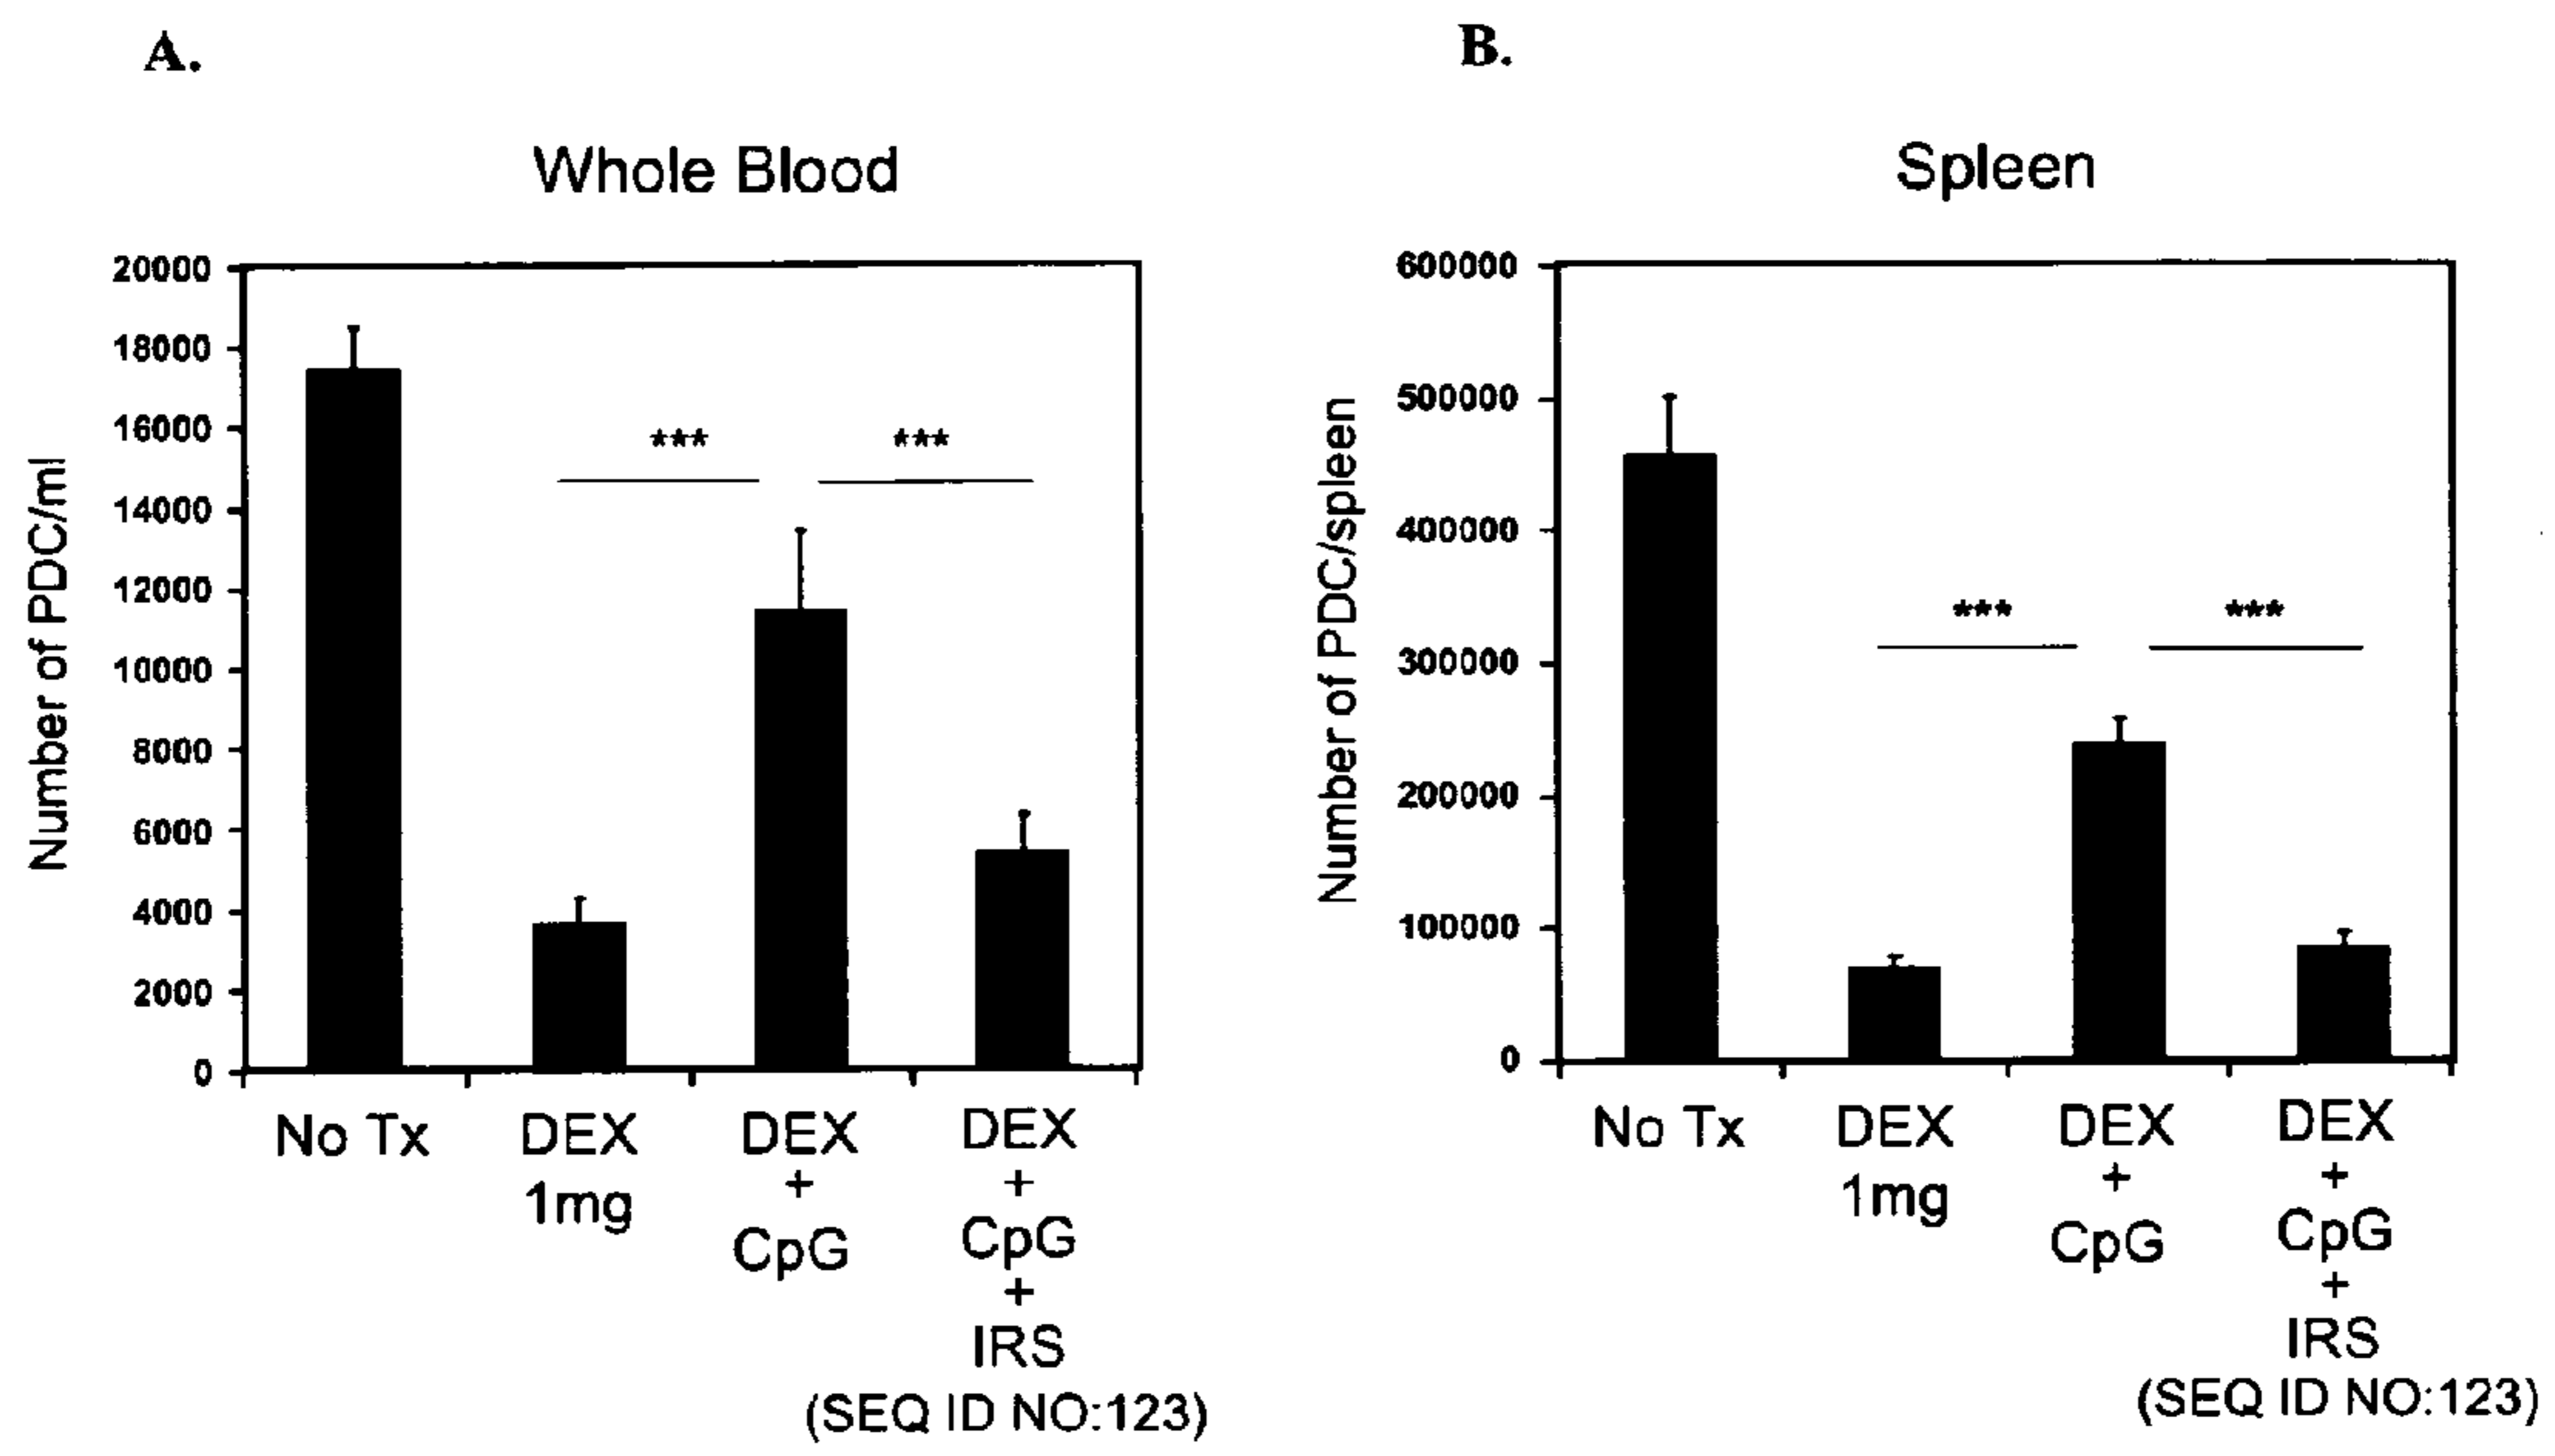 A.
Whole Blood
Number of PDC/ml
20000
18000
16000
14000
12000
10000
8000
6000
4000
2000
0
***
***
No Tx
DEX
1mg
DEX
+
CpG
DEX
+
CpG
+
IRS
(SEQ ID NO:123)
B.
Spleen
Number of PDC/spleen
600000
500000
400000
300000
200000
100000
0
***
***
No Tx
DEX
1mg
DEX
+
CpG
DEX
+
CpG
+
IRS
(SEQ ID NO:123)